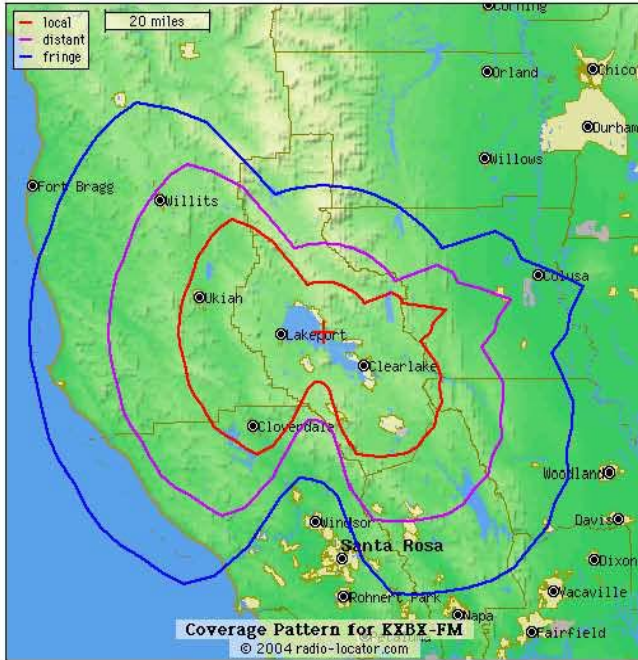 local
20 miles
distant
fringe
Corning
Orland
Chico
Durham
Willows
Fort Bragg
Willits
Colusa
Ukiah
Lakeport
Clearlake
Cloverdale
Woodland
Windsor
Davis
Santa Rosa
Dixon
Rohnert Park
Vacaville
Napa
Fairfield
Coverage Pattern for KXBX-FM
© 2004 radio-locator.com